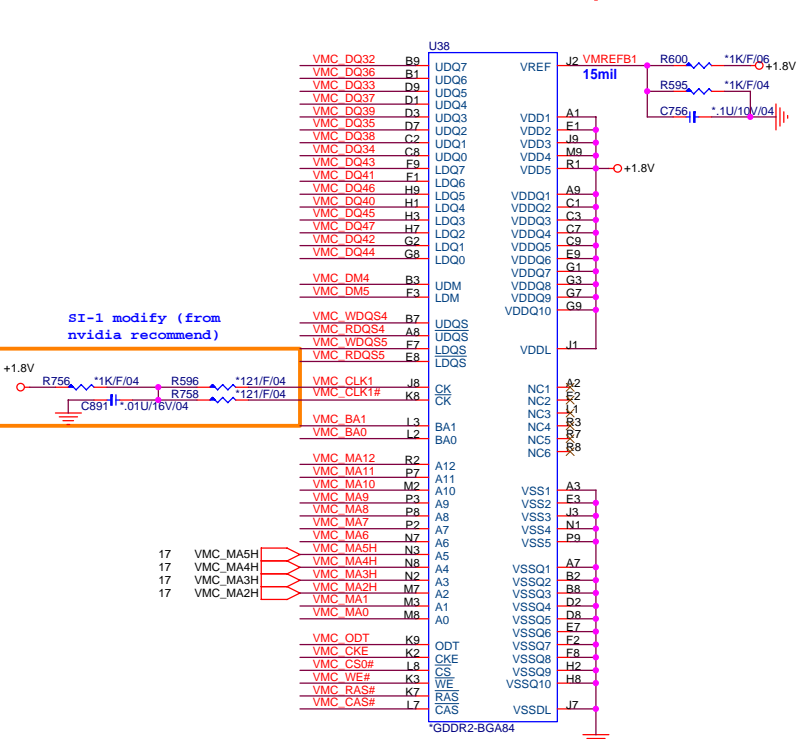 U38
VMC_DQ32 B9 UDQ7
VMC_DQ36 B1 UDQ6
VMC_DQ33 D9 UDQ5
VMC_DQ37 D1 UDQ4
VMC_DQ39 D3 UDQ3
VMC_DQ35 D7 UDQ2
VMC_DQ38 C2 UDQ1
VMC_DQ34 C8 UDQ0
VMC_DQ43 F9 LDQ7
VMC_DQ41 F1 LDQ6
VMC_DQ46 H9 LDQ5
VMC_DQ40 H1 LDQ4
VMC_DQ45 H3 LDQ3
VMC_DQ47 H7 LDQ2
VMC_DQ42 G2 LDQ1
VMC_DQ44 G8 LDQ0
VMC_DM4 B3 UDM
VMC_DM5 F3 LDM
VMC_WDQS4 B7 UDQS
VMC_RDQS4 A8 UDQS
VMC_WDQS5 F7 LDQS
VMC_RDQS5 E8 LDQS
SI-1 modify (from
nvidia recommend)
+1.8V
R756 *1K/F/04 R596 *121/F/04 VMC_CLK1 J8 CK
C891 *.01U/16V/04 R758 *121/F/04 VMC_CLK1# K8 CK
VMC_BA1 L3 BA1
VMC_BA0 L2 BA0
VMC_MA12 R2 A12
VMC_MA11 P7 A11
VMC_MA10 M2 A10
VMC_MA9 P3 A9
VMC_MA8 P8 A8
VMC_MA7 P2 A7
VMC_MA6 N7 A6
17 VMC_MA5H VMC_MA5H N3 A5
17 VMC_MA4H VMC_MA4H N8 A4
17 VMC_MA3H VMC_MA3H N2 A3
17 VMC_MA2H VMC_MA2H M7 A2
VMC_MA1 M3 A1
VMC_MA0 M8 A0
VMC_ODT K9 ODT
VMC_CKE K2 CKE
VMC_CS0# L8 CS
VMC_WE# K3 WE
VMC_RAS# K7 RAS
VMC_CAS# L7 CAS
*GDDR2-BGA84
VREF J2 VMREFB1 R600 *1K/F/06 +1.8V
15mil R595 *1K/F/04
C756 *.1U/10V/04
VDD1 A1
VDD2 E1
VDD3 J9
VDD4 M9
VDD5 R1 +1.8V
VDDQ1 A9
VDDQ2 C1
VDDQ3 C3
VDDQ4 C7
VDDQ5 C9
VDDQ6 E9
VDDQ7 G1
VDDQ8 G3
VDDQ9 G7
VDDQ10 G9
VDDL J1
NC1 A2
NC2 E2
NC3 L1
NC4 R3
NC5 R7
NC6 R8
VSS1 A3
VSS2 E3
VSS3 J3
VSS4 N1
VSS5 P9
VSSQ1 A7
VSSQ2 B2
VSSQ3 B8
VSSQ4 D2
VSSQ5 D8
VSSQ6 E7
VSSQ7 F2
VSSQ8 F8
VSSQ9 H2
VSSQ10 H8
VSSDL J7